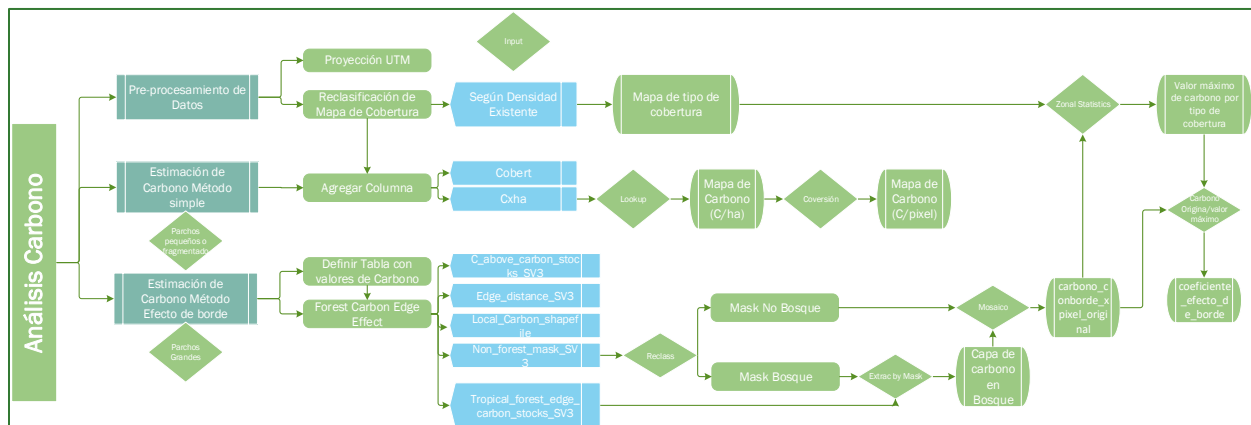 Análisis Carbono
Pre-procesamiento de
Datos
Proyección UTM
Reclasificación de
Mapa de Cobertura
Input
Según Densidad
Existente
Mapa de tipo de
cobertura
Zonal Statistics
Valor máximo
de carbono por
tipo de
cobertura
Estimación de
Carbono Método
simple
Agregar Columna
Cobert
Cxha
Lookup
Mapa de
Carbono
(C/ha)
Coversión
Mapa de
Carbono
(C/pixel)
Carbono
Origina/valor
máximo
Parchos
pequeños o
fragmentado
Estimación de
Carbono Método
Efecto de borde
Parchos
Grandes
Definir Tabla con
valores de Carbono
Forest Carbon Edge
Effect
C_above_carbon_stoc
ks_SV3
Edge_distance_SV3
Local_Carbon_shapef
ile
Non_forest_mask_SV
3
Tropical_forest_edge_
carbon_stocks_SV3
Reclass
Mask No Bosque
Mask Bosque
Extrac by Mask
Mosaico
Capa de
carbono
en
Bosque
carbono_c
onborde_x
pixel_origi
nal
coeficiente
_efecto_d
e_borde